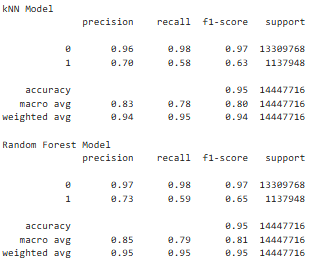 kNN Model
precision recall f1-score support
0 0.96 0.98 0.97 13309768
1 0.70 0.58 0.63 1137948
accuracy 0.95 14447716
macro avg 0.83 0.78 0.80 14447716
weighted avg 0.94 0.95 0.94 14447716
Random Forest Model
precision recall f1-score support
0 0.97 0.98 0.97 13309768
1 0.73 0.59 0.65 1137948
accuracy 0.95 14447716
macro avg 0.85 0.79 0.81 14447716
weighted avg 0.95 0.95 0.95 14447716